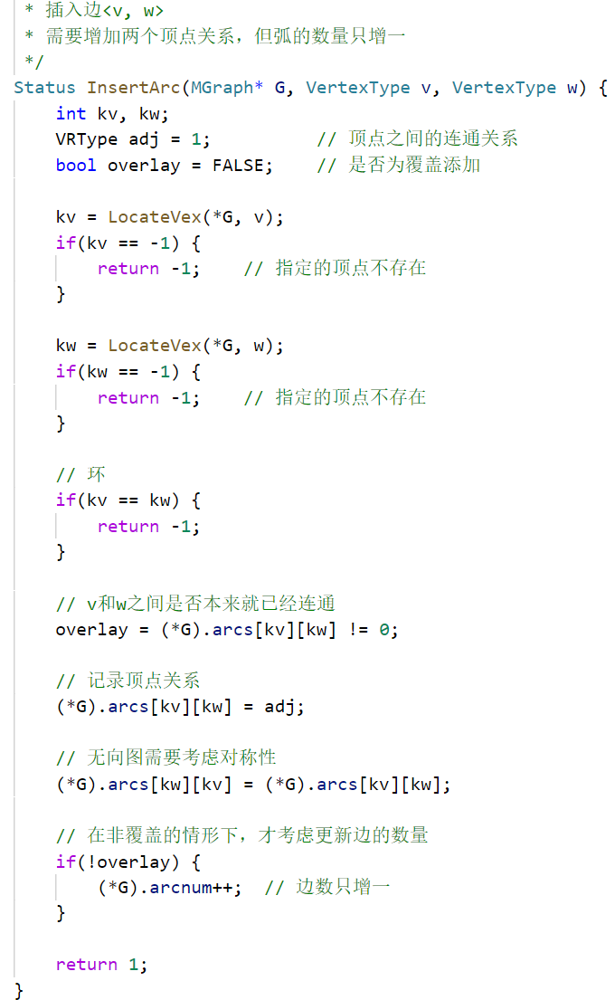 * 插入边<v, w>
* 需要增加两个顶点关系，但弧的数量只增一
*/
Status InsertArc(MGraph* G, VertexType v, VertexType w) {
int kv, kw;
VRType adj = 1; // 顶点之间的连通关系
bool overlay = FALSE; // 是否为覆盖添加
kv = LocateVex(*G, v);
if(kv == -1) {
return -1; // 指定的顶点不存在
}
kw = LocateVex(*G, w);
if(kw == -1) {
return -1; // 指定的顶点不存在
}
// 环
if(kv == kw) {
return -1;
}
// v和w之间是否本来就已经连通
overlay = (*G).arcs[kv][kw] != 0;
// 记录顶点关系
(*G).arcs[kv][kw] = adj;
// 无向图需要考虑对称性
(*G).arcs[kw][kv] = (*G).arcs[kv][kw];
// 在非覆盖的情形下，才考虑更新边的数量
if(!overlay) {
(*G).arcnum++; // 边数只增一
}
return 1;
}